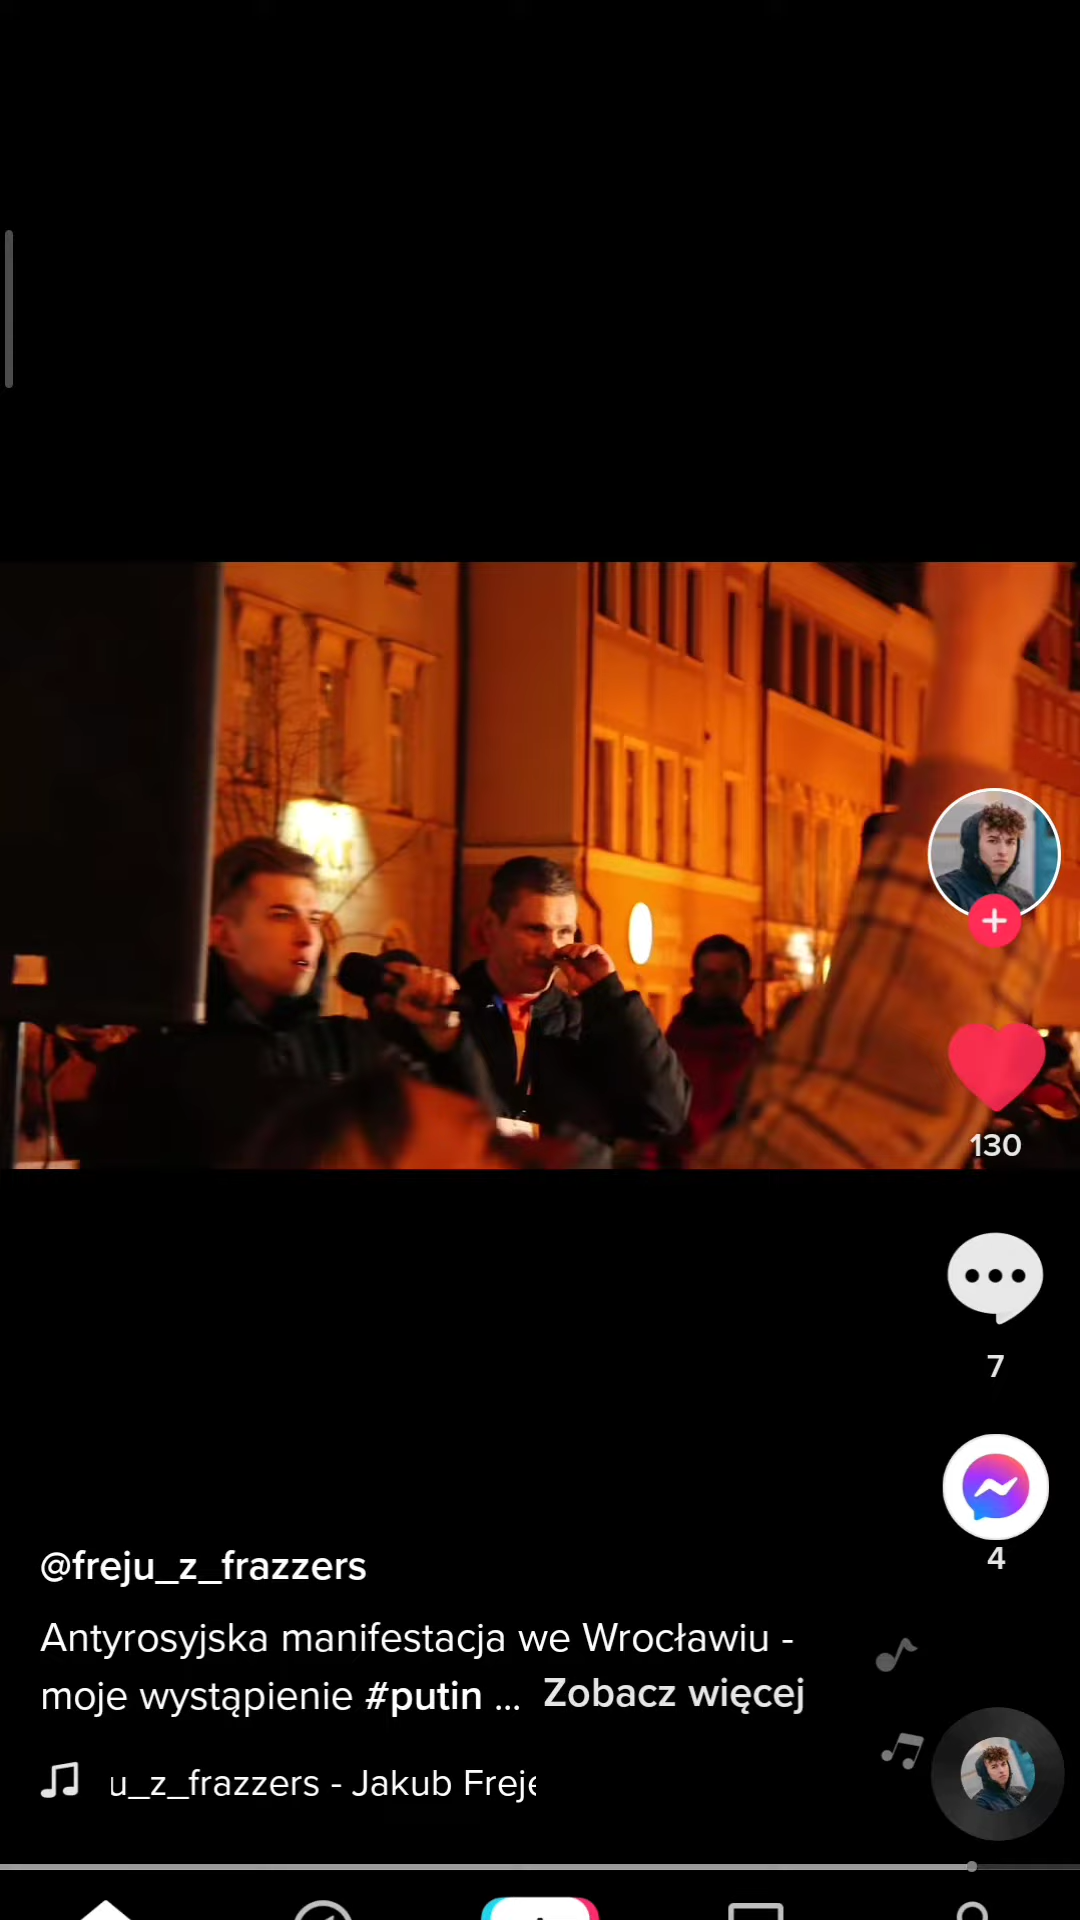 130
7
4
@freju_z_frazzers
Antyrosyjska manifestacja we Wrocławiu -
moje wystąpienie #putin ... Zobacz więcej
u_z_frazzers - Jakub Freje